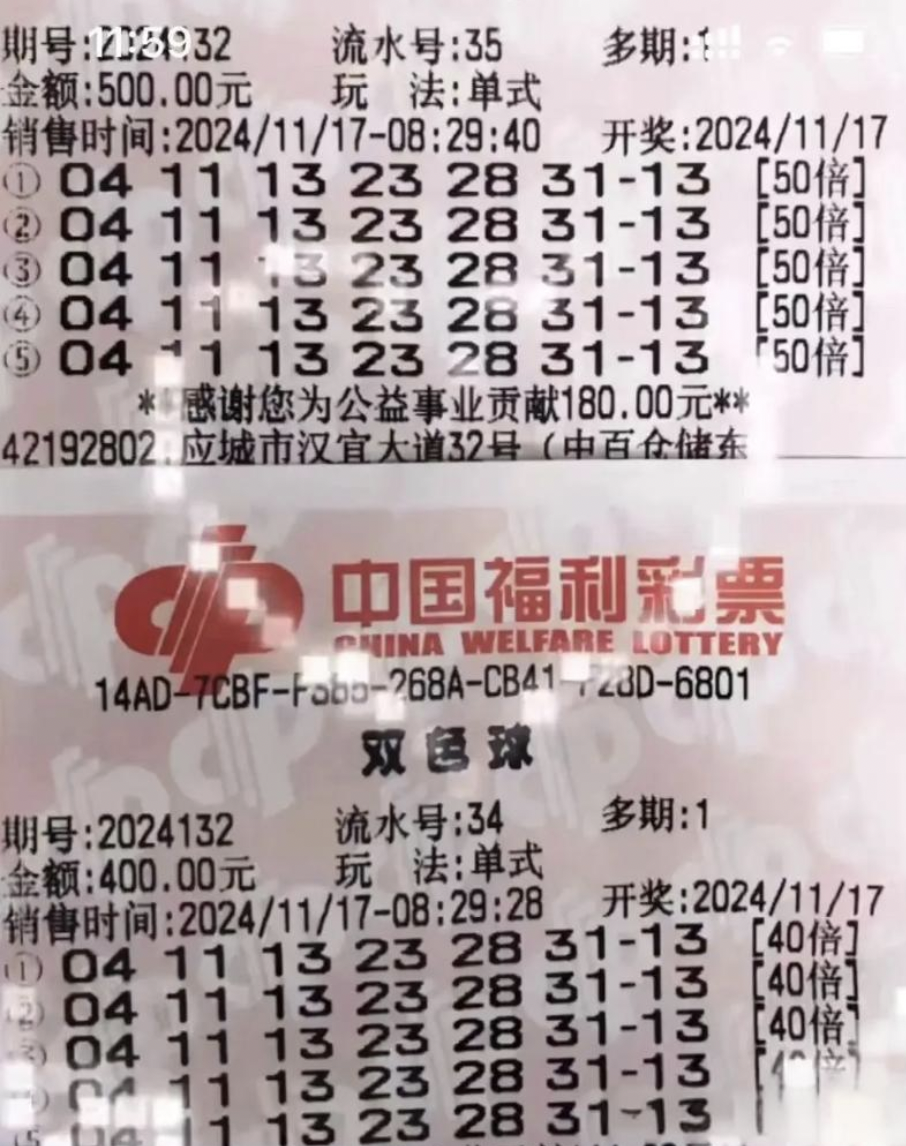 11:59
期号:2024132 流水号:35 多期:1
金额:500.00元 玩 法:单式
销售时间:2024/11/17-08:29:40 开奖:2024/11/17
① 04 11 13 23 28 31-13 [50倍]
② 04 11 13 23 28 31-13 [50倍]
③ 04 11 13 23 28 31-13 [50倍]
④ 04 11 13 23 28 31-13 [50倍]
⑤ 04 11 13 23 28 31-13 [50倍]
**感谢您为公益事业贡献180.00元**
42192802:应城市汉宜大道32号(中百仓储东
中国福利彩票
CHINA WELFARE LOTTERY
14AD-7CBF- -268A-CB41- -6801
双色球
期号:2024132 流水号:34 多期:1
金额:400.00元 玩 法:单式
销售时间:2024/11/17-08:29:28 开奖:2024/11/17
① 04 11 13 23 28 31-13 [40倍]
② 04 11 13 23 28 31-13 [40倍]
③ 04 11 13 23 28 31-13 [40倍]
04 11 13 23 28 31-13
04 11 13 23 28 31-13